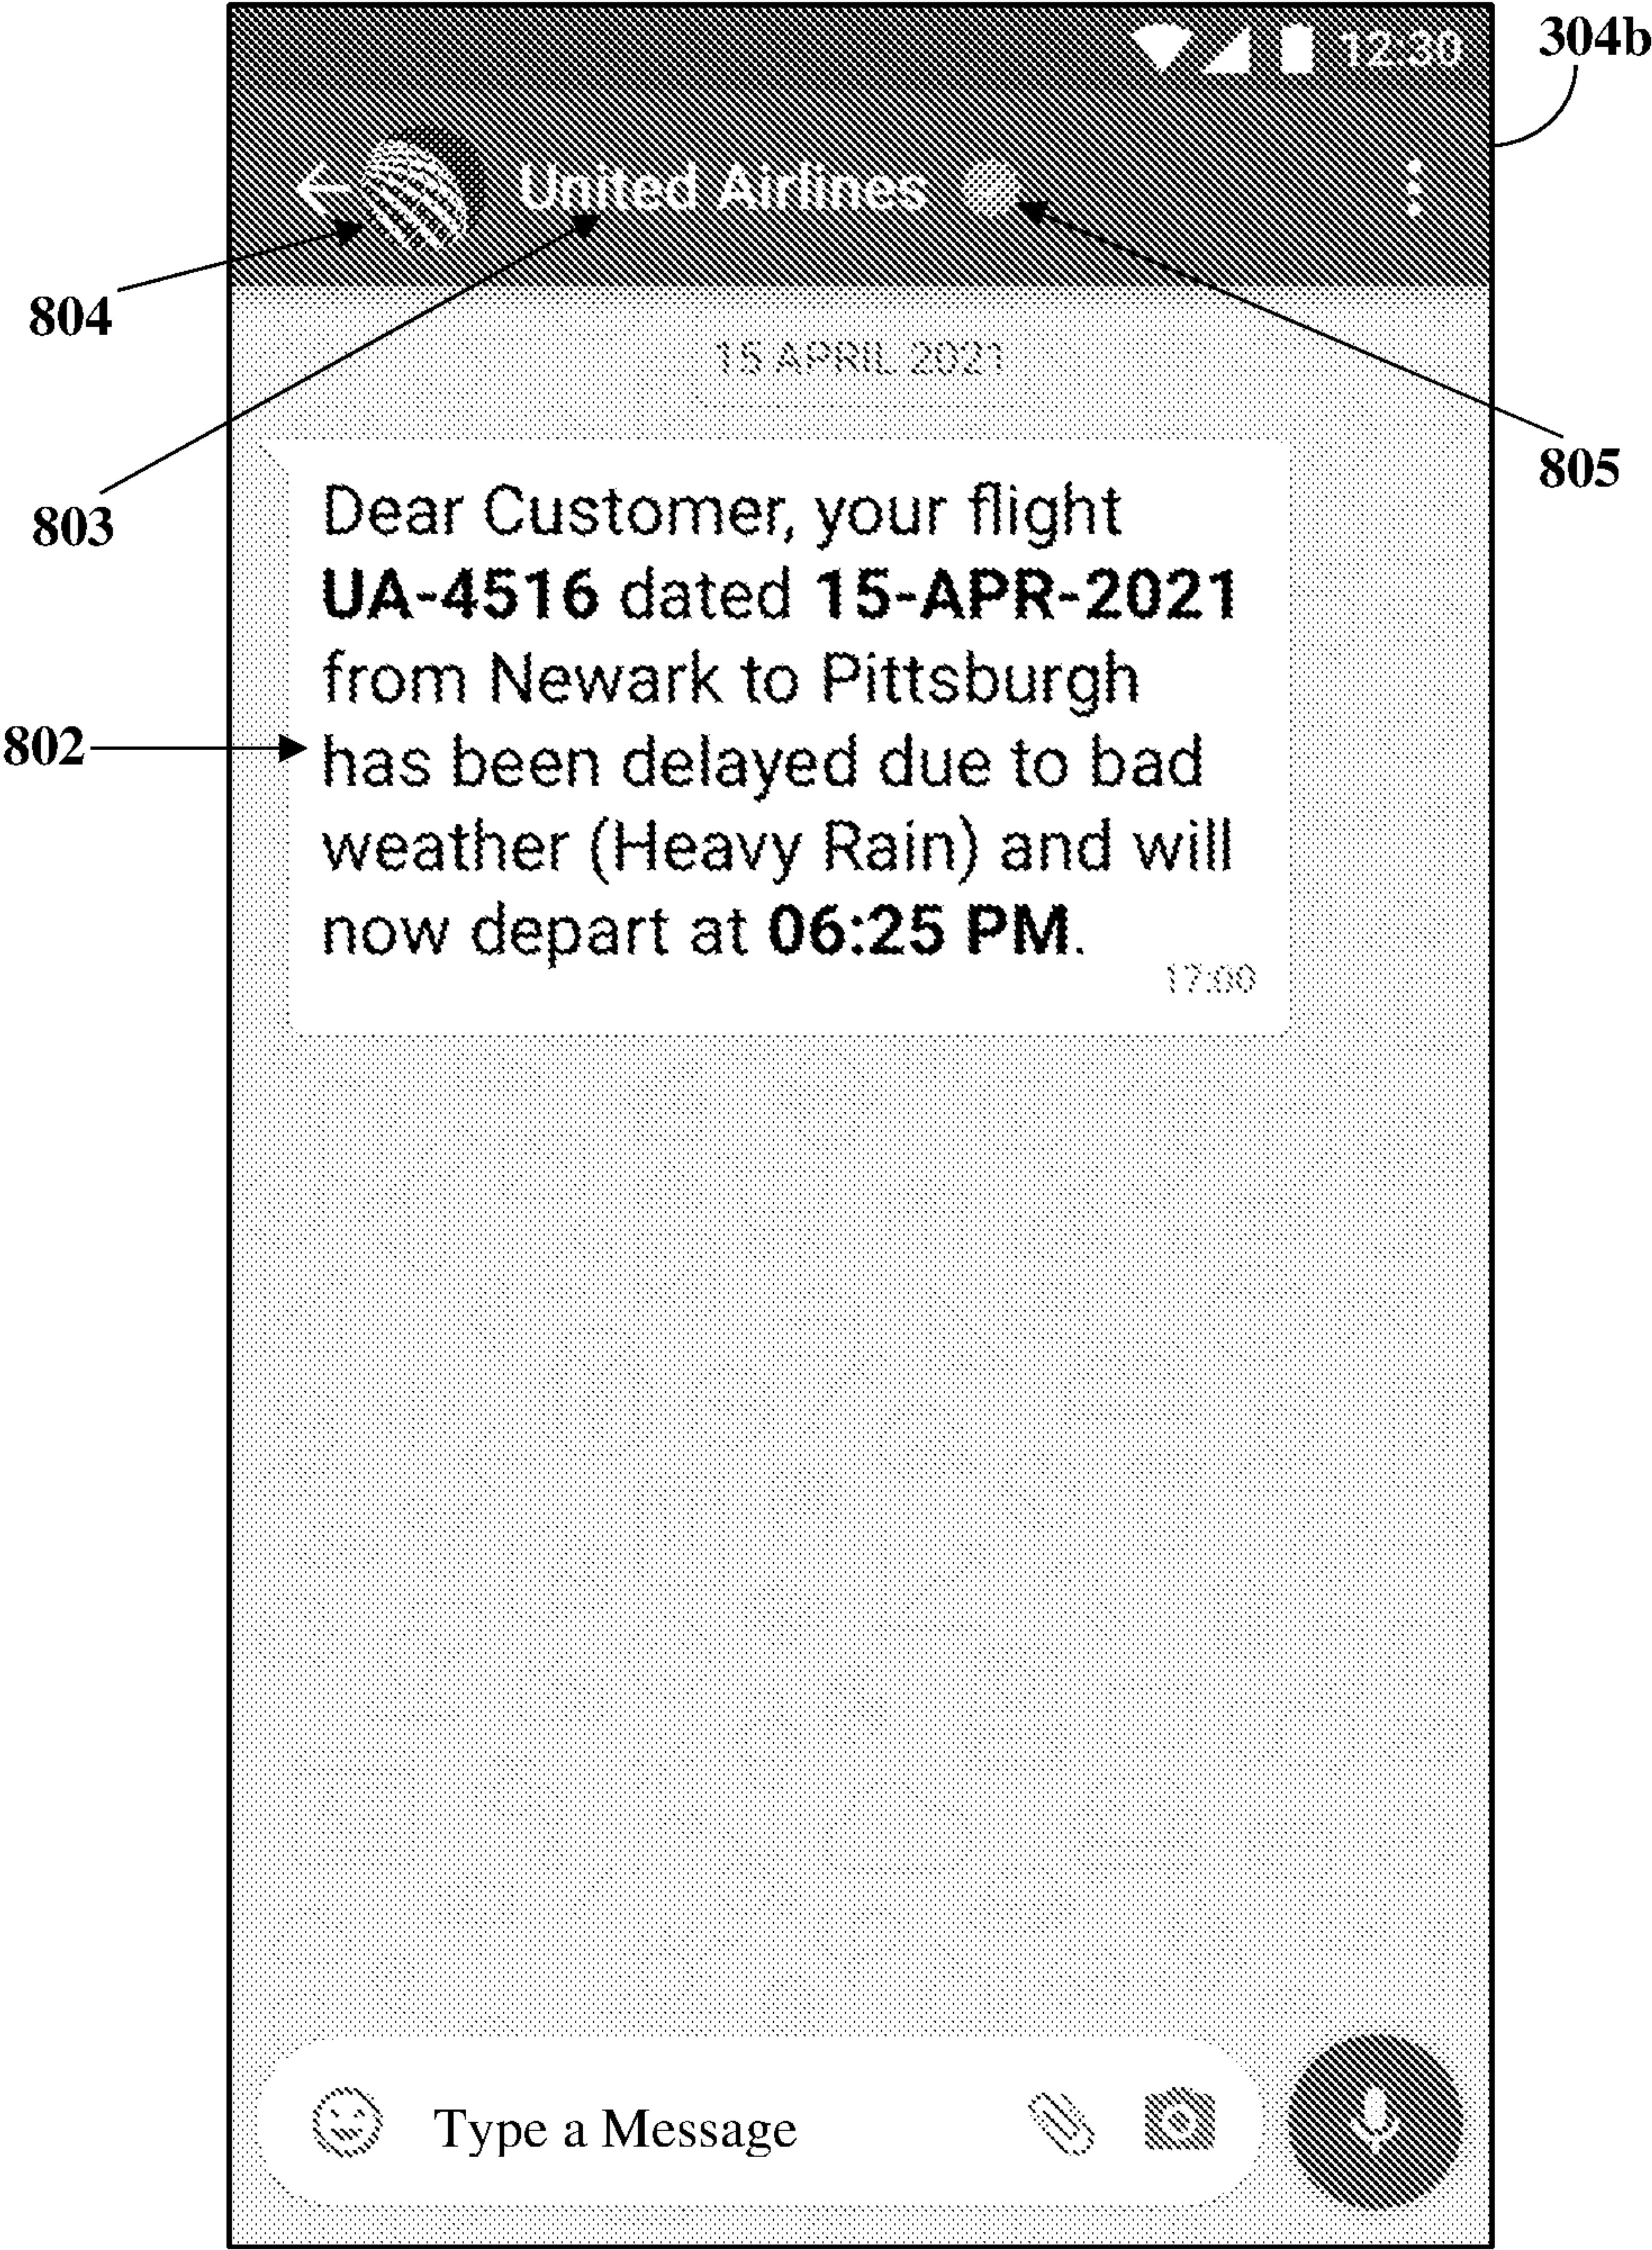 12:30
304b
United Airlines
804
15 APRIL 2021
805
803
Dear Customer, your flight
UA-4516 dated 15-APR-2021
from Newark to Pittsburgh
802
has been delayed due to bad
weather (Heavy Rain) and will
now depart at 06:25 PM.
17:00
Type a Message